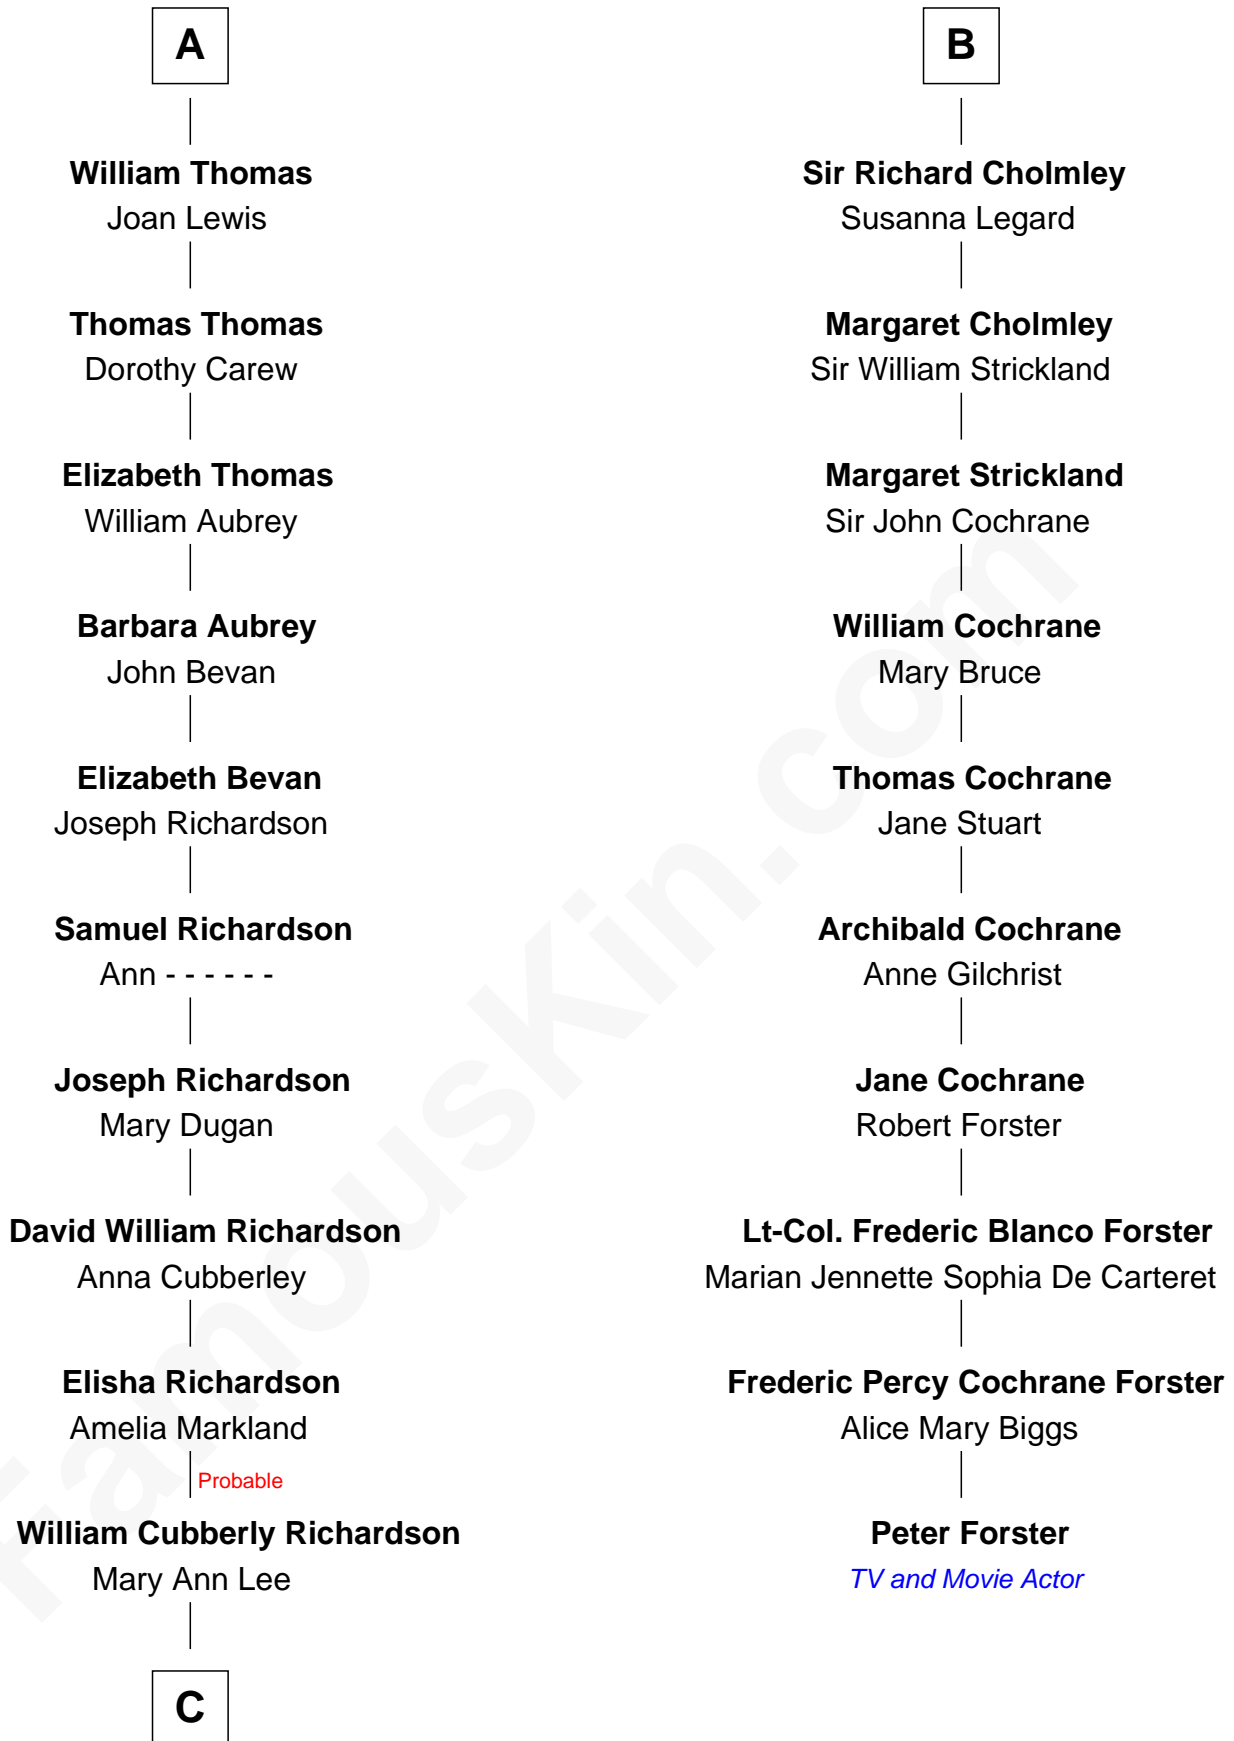 A
William Thomas
Joan Lewis
Thomas Thomas
Dorothy Carew
Elizabeth Thomas
William Aubrey
Barbara Aubrey
John Bevan
Elizabeth Bevan
Joseph Richardson
Samuel Richardson
Ann - - - - - -
Joseph Richardson
Mary Dugan
David William Richardson
Anna Cubberley
Elisha Richardson
Amelia Markland
Probable
William Cubberly Richardson
Mary Ann Lee
C
B
Sir Richard Cholmley
Susanna Legard
Margaret Cholmley
Sir William Strickland
Margaret Strickland
Sir John Cochrane
William Cochrane
Mary Bruce
Thomas Cochrane
Jane Stuart
Archibald Cochrane
Anne Gilchrist
Jane Cochrane
Robert Forster
Lt-Col. Frederic Blanco Forster
Marian Jennette Sophia De Carteret
Frederic Percy Cochrane Forster
Alice Mary Biggs
Peter Forster
TV and Movie Actor
FamousKin.com